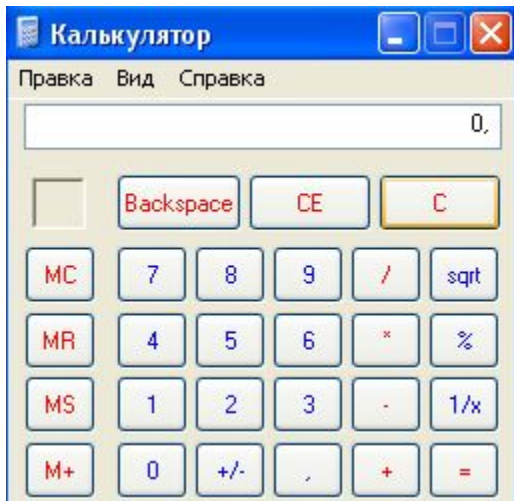 Калькулятор
Правка Вид Справка
0,
Backspace CE C
MC 7 8 9 / sqrt
MR 4 5 6 * %
MS 1 2 3 - 1/x
M+ 0 +/- , + =